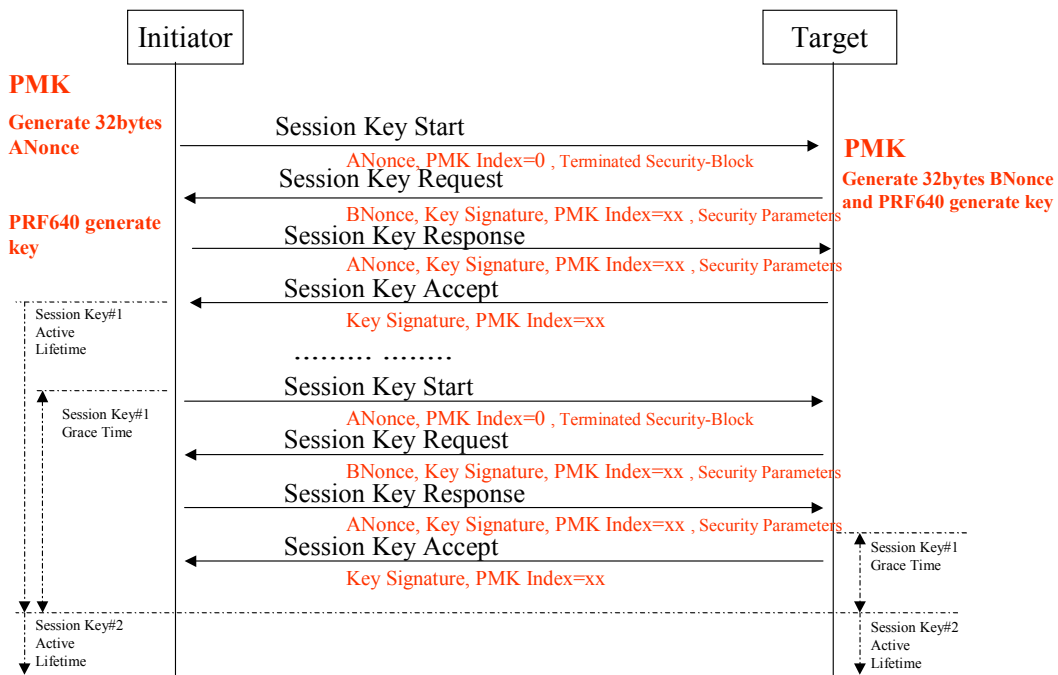 Initiator
Target
PMK
Generate 32bytes
ANonce
Session Key Start
ANonce, PMK Index=0 , Terminated Security-Block
PMK
Generate 32bytes BNonce
and PRF640 generate key
Session Key Request
BNonce, Key Signature, PMK Index=xx , Security Parameters
PRF640 generate
key
Session Key Response
ANonce, Key Signature, PMK Index=xx , Security Parameters
Session Key Accept
Key Signature, PMK Index=xx
Session Key#1
Active
Lifetime
......... ........
Session Key Start
ANonce, PMK Index=0 , Terminated Security-Block
Session Key#1
Grace Time
Session Key Request
BNonce, Key Signature, PMK Index=xx , Security Parameters
Session Key Response
ANonce, Key Signature, PMK Index=xx , Security Parameters
Session Key Accept
Key Signature, PMK Index=xx
Session Key#1
Grace Time
Session Key#2
Active
Lifetime
Session Key#2
Active
Lifetime